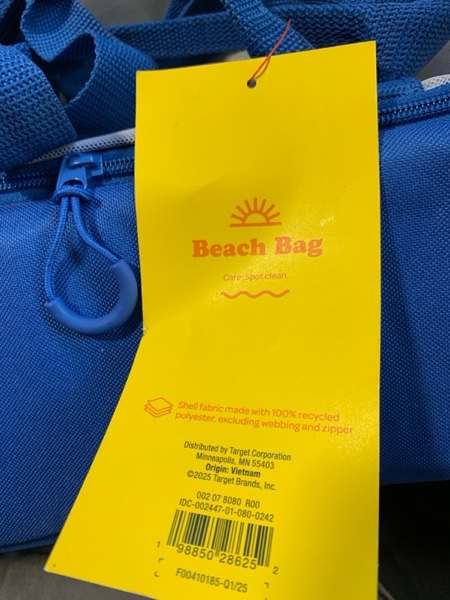 Beach Bag
Care: Spot clean.
Shell fabric made with 100% recycled
polyester, excluding webbing and zipper
Distributed by Target Corporation
Minneapolis, MN 55403
Origin: Vietnam
©2025 Target Brands, Inc.
002 07 8080 R00
IDC-002447-01-080-0242
1 98850 28625 2
F00410185-Q1/25